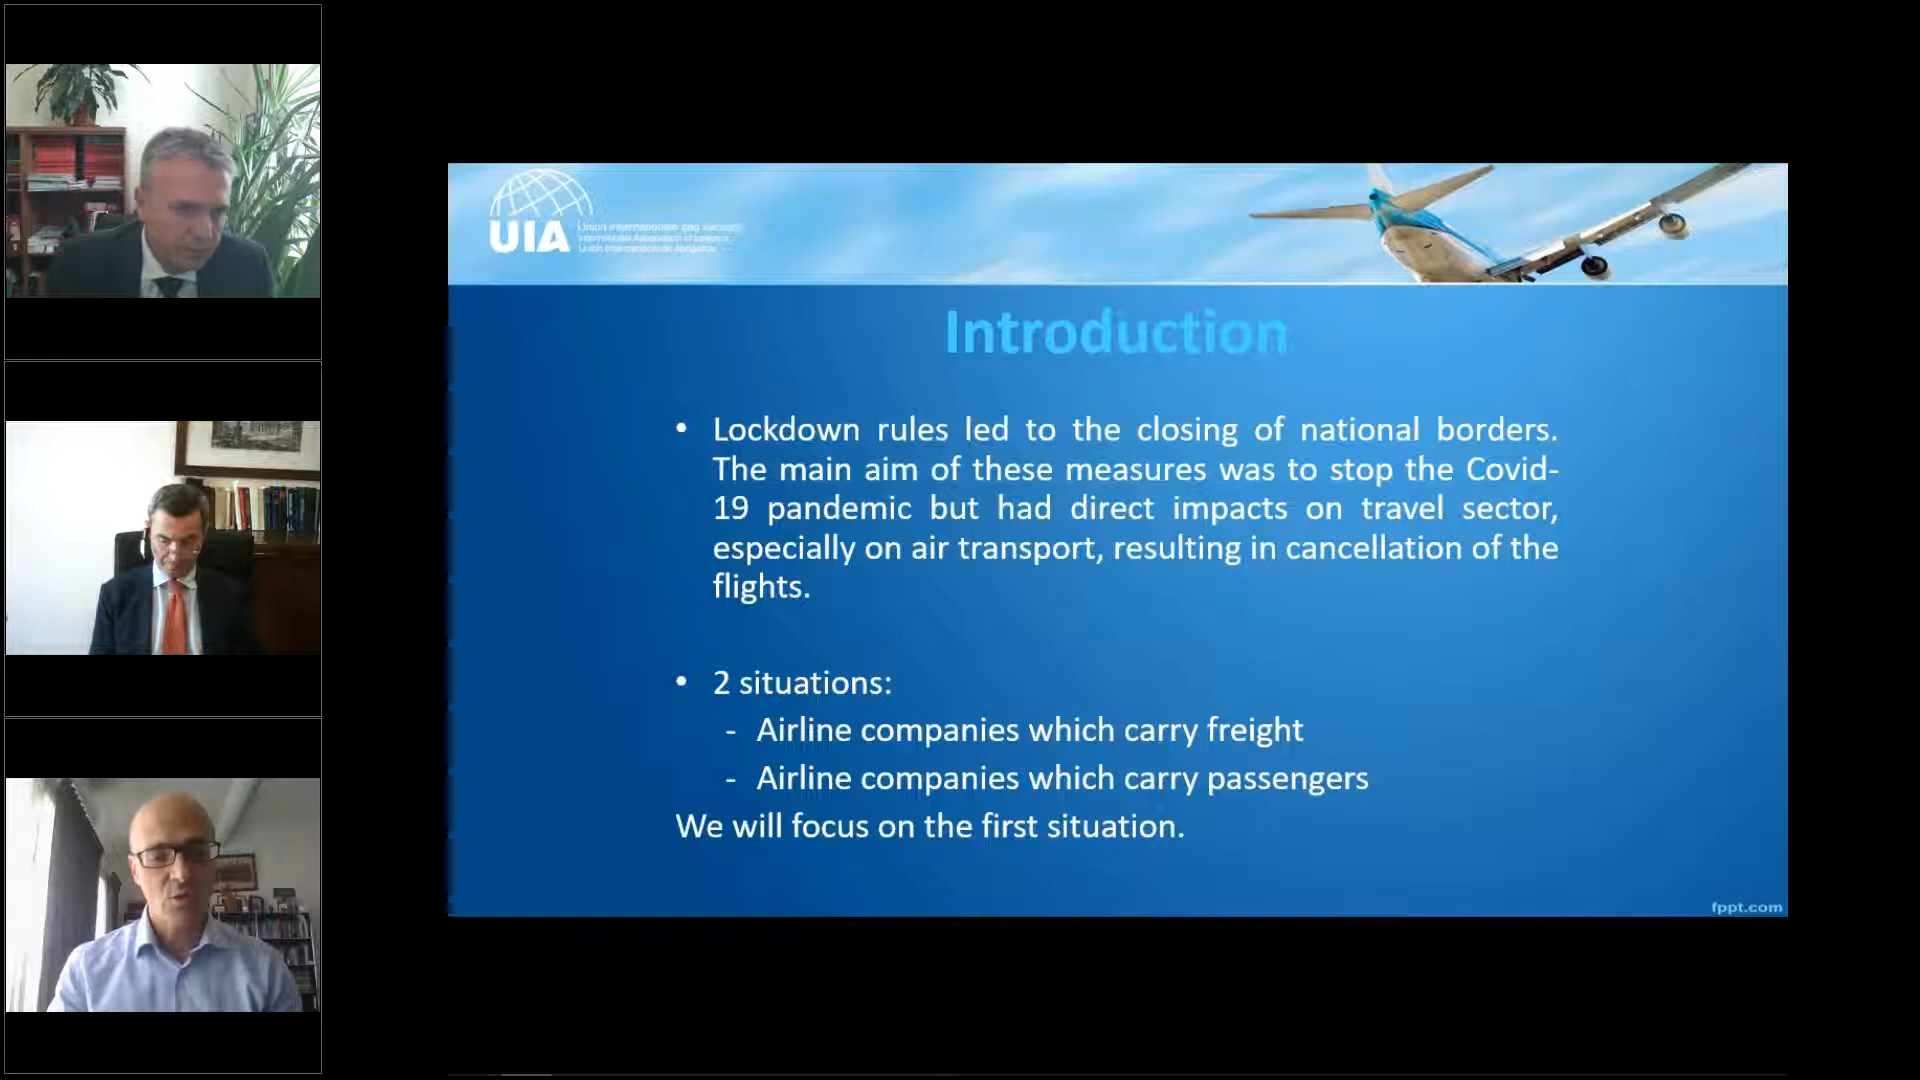 UIA
Introduction
• Lockdown rules led to the closing of national borders.
The main aim of these measures was to stop the Covid-
19 pandemic but had direct impacts on travel sector,
especially on air transport, resulting in cancellation of the
flights.
• 2 situations:
- Airline companies which carry freight
- Airline companies which carry passengers
We will focus on the first situation.
fppt.com